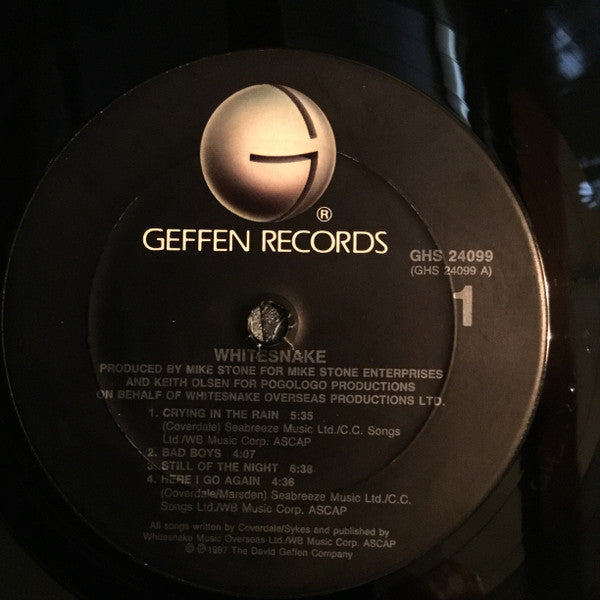 ®
GEFFEN RECORDS
GHS 24099
(GHS 24099 A)
1
WHITESNAKE
PRODUCED BY MIKE STONE FOR MIKE STONE ENTERPRISES
AND KEITH OLSEN FOR POGOLOGO PRODUCTIONS
ON BEHALF OF WHITESNAKE OVERSEAS PRODUCTIONS LTD.
1. CRYING IN THE RAIN 5:35
(Coverdale) Seabreeze Music Ltd./C.C. Songs
Ltd./WB Music Corp. ASCAP
2. BAD BOYS 4:07
3. STILL OF THE NIGHT 6:38
4. HERE I GO AGAIN 4:36
(Coverdale/Marsden) Seabreeze Music Ltd./C.C.
Songs Ltd./WB Music Corp. ASCAP
All songs written by Coverdale/Sykes and published by
Whitesnake Music Overseas Ltd./WB Music Corp. ASCAP
© ℗ 1987 The David Geffen Company